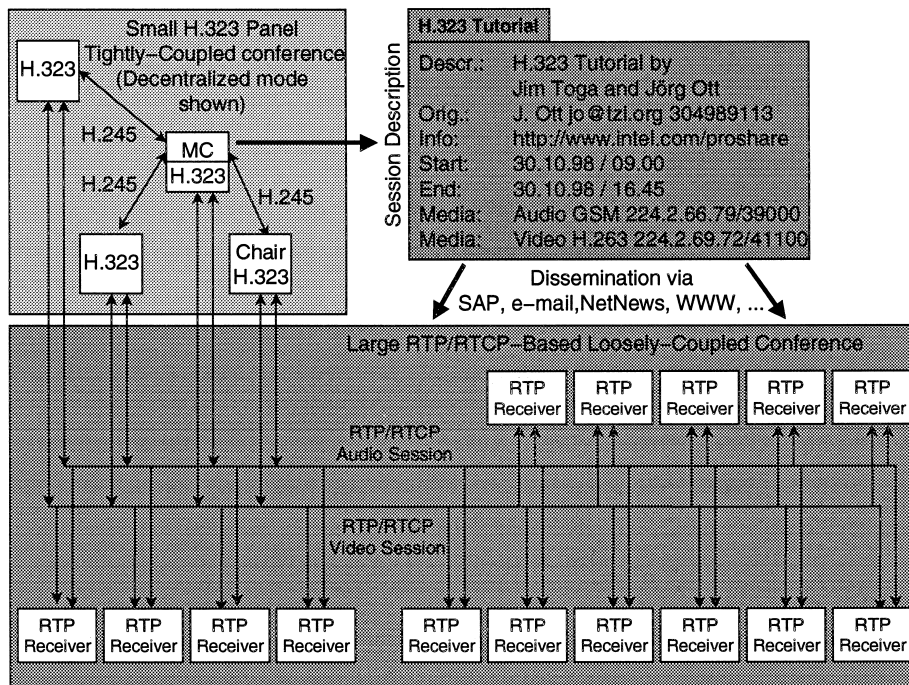 Small H.323 Panel
Tightly-Coupled conference
(Decentralized mode
shown)
H.323
H.245
MC
H.323
H.245
H.245
H.323
Chair
H.323
Session Description
H.323 Tutorial
Descr.: H.323 Tutorial by
Jim Toga and Jörg Ott
Orig.: J. Ott jo@tzi.org 304989113
Info: http://www.intel.com/proshare
Start: 30.10.98 / 09.00
End: 30.10.98 / 16.45
Media: Audio GSM 224.2.66.79/39000
Media: Video H.263 224.2.69.72/41100
Dissemination via
SAP, e-mail,NetNews, WWW, ...
Large RTP/RTCP-Based Loosely-Coupled Conference
RTP RTP RTP RTP RTP
Receiver Receiver Receiver Receiver Receiver
RTP/RTCP
Audio Session
RTP/RTCP
Video Session
RTP RTP RTP RTP RTP RTP RTP RTP RTP RTP
Receiver Receiver Receiver Receiver Receiver Receiver Receiver Receiver Receiver Receiver